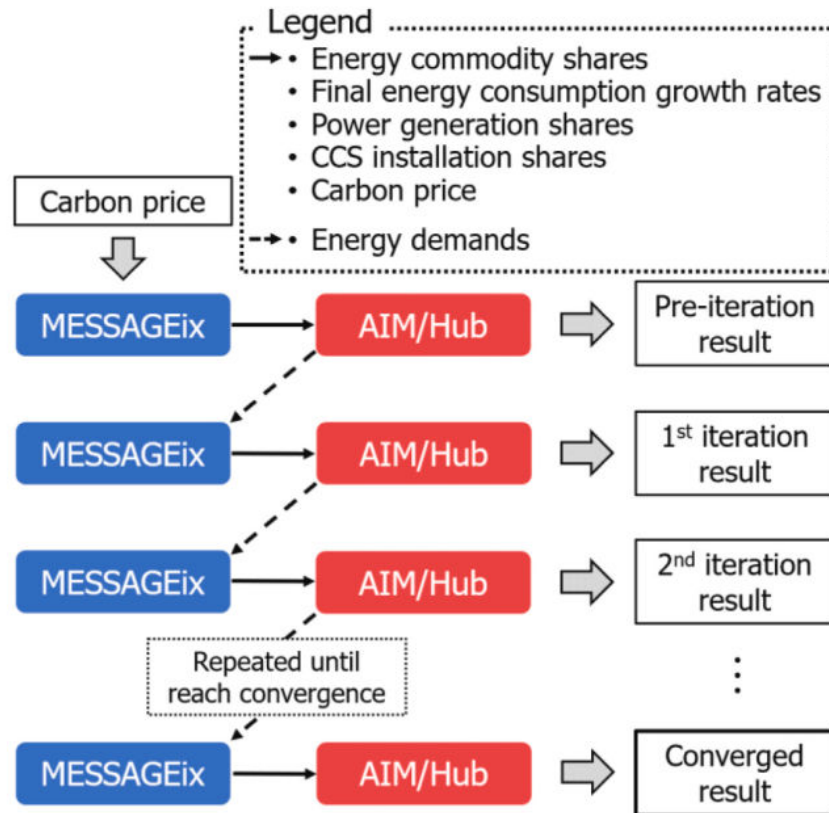 Legend
• Energy commodity shares
• Final energy consumption growth rates
• Power generation shares
• CCS installation shares
• Carbon price
• Energy demands
Carbon price
MESSAGEix
AIM/Hub
Pre-iteration
result
MESSAGEix
AIM/Hub
1st iteration
result
MESSAGEix
AIM/Hub
2nd iteration
result
Repeated until
reach convergence
⋮
MESSAGEix
AIM/Hub
Converged
result